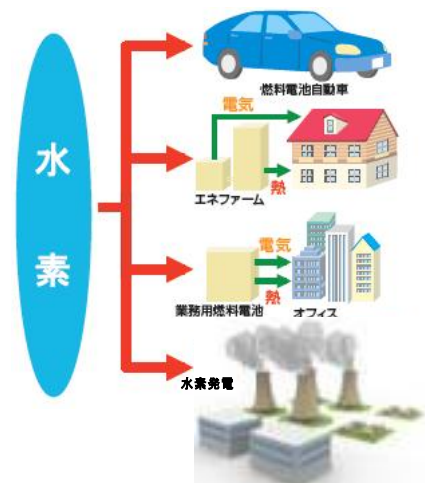 水素
燃料電池自動車
電気
熱
エネファーム
電気
熱
業務用燃料電池
オフィス
水素発電